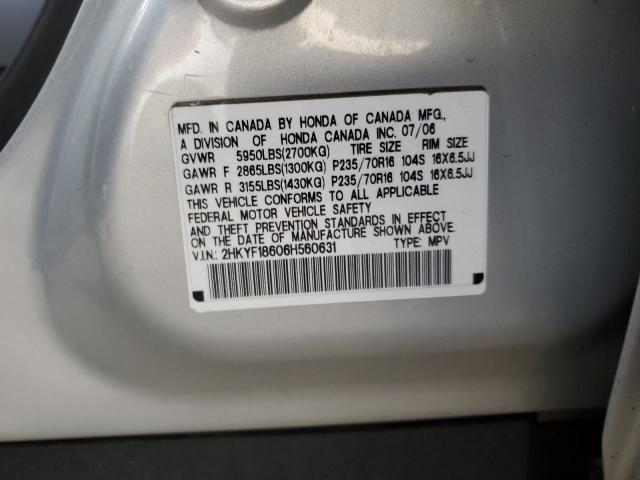 MFD. IN CANADA BY HONDA OF CANADA MFG.,
A DIVISION OF HONDA CANADA INC. 07/06
GVWR 5950LBS(2700KG) TIRE SIZE RIM SIZE
GAWR F 2865LBS(1300KG) P235/70R16 104S 16X6.5JJ
GAWR R 3155LBS(1430KG) P235/70R16 104S 16X6.5JJ
THIS VEHICLE CONFORMS TO ALL APPLICABLE
FEDERAL MOTOR VEHICLE SAFETY
AND THEFT PREVENTION STANDARDS IN EFFECT
ON THE DATE OF MANUFACTURE SHOWN ABOVE.
V.I.N.: 2HKYF18606H560631 TYPE: MPV